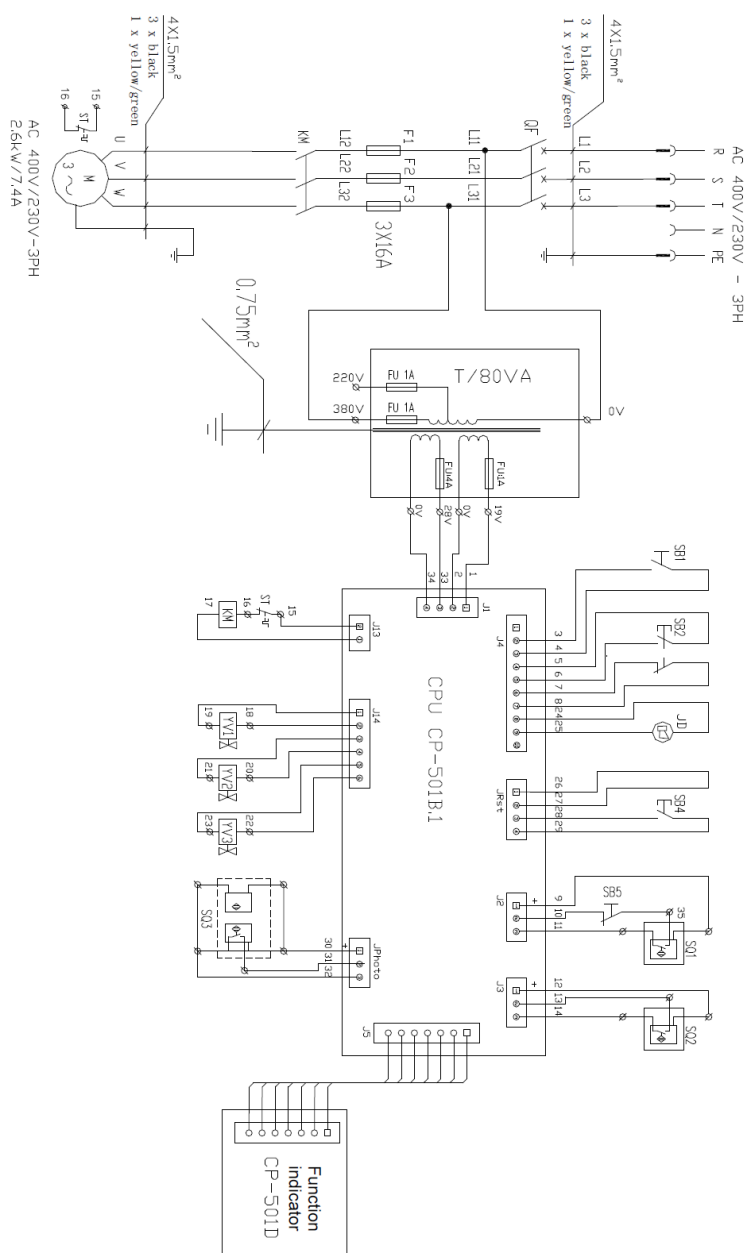 AC 400V/230V - 3PH
R
S
T
N
PE
4X1.5mm²
3 x black
1 x yellow/green
L1
L2
L3
QF
L11
L21
L31
F1
F2
F3
3X16A
L12
L22
L32
KM
4X1.5mm²
3 x black
1 x yellow/green
U
V
W
M
3
15
ST
16
AC 400V/230V-3PH
2.6kW/7.4A
0.75mm²
T/80VA
220V
FU 1A
380V
FU 1A
0V
FU:4A
FU:1A
0V
28V
0V
19V
34
33
2
1
J1
CPU CP-501B.1
J13
17
KM
16
ST
15
J14
19
YV1
18
21
YV2
20
23
YV3
22
SQ3
JPhoto
+
30
31
32
J5
J4
3
4
5
6
7
8
24
25
SB1
SB2
JD
JRst
26
27
28
29
SB4
J2
+
9
10
11
SB5
35
SQ1
J3
+
12
13
14
SQ2
Function
indicator
CP-501D